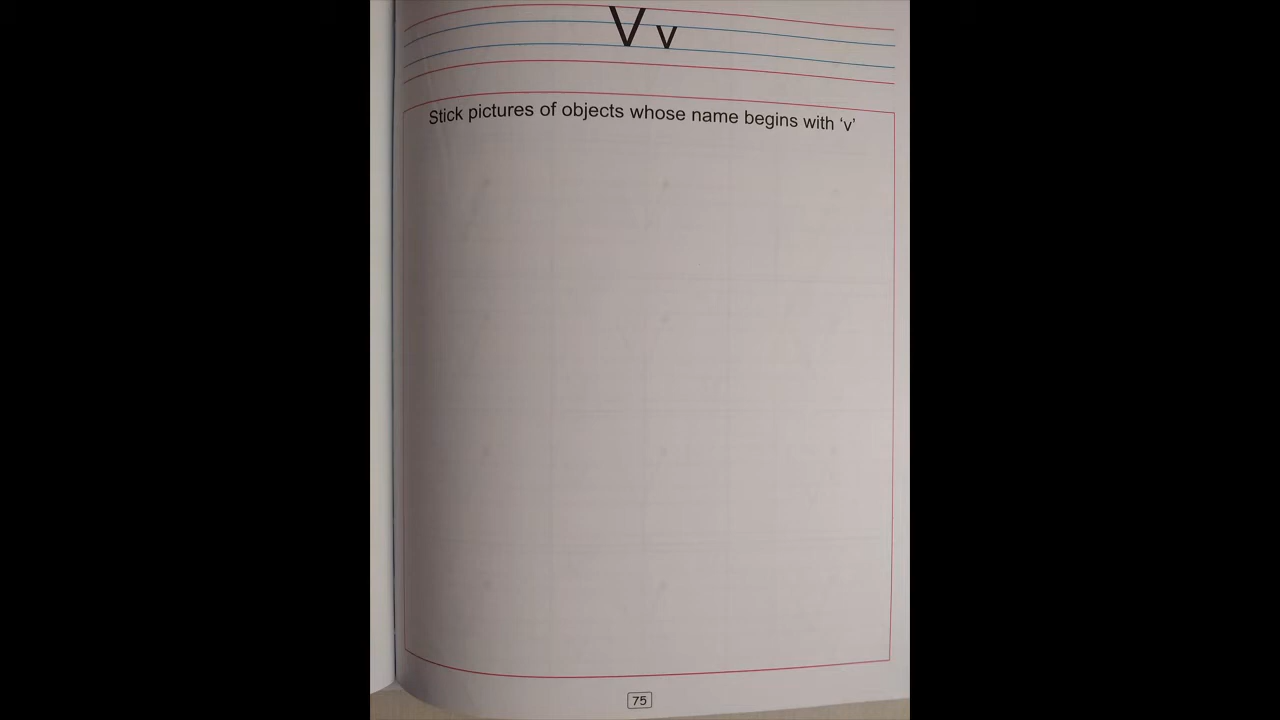 V v
Stick pictures of objects whose name begins with ‘v’
75